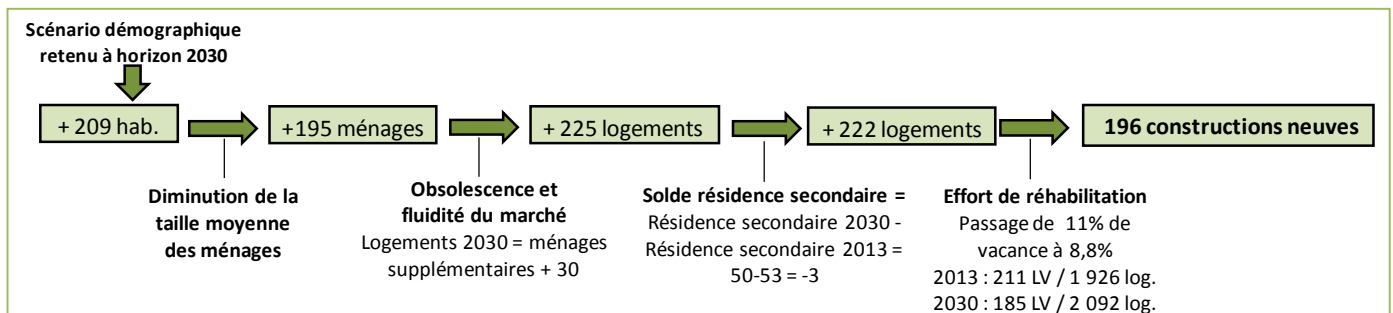 Scénario démographique
retenu à horizon 2030
+ 209 hab.
+195 ménages
+ 225 logements
+ 222 logements
196 constructions neuves
Diminution de la
taille moyenne
des ménages
Obsolescence et
fluidité du marché
Logements 2030 = ménages
supplémentaires + 30
Solde résidence secondaire =
Résidence secondaire 2030 -
Résidence secondaire 2013 =
50-53 = -3
Effort de réhabilitation
Passage de 11% de
vacance à 8,8%
2013 : 211 LV / 1 926 log.
2030 : 185 LV / 2 092 log.